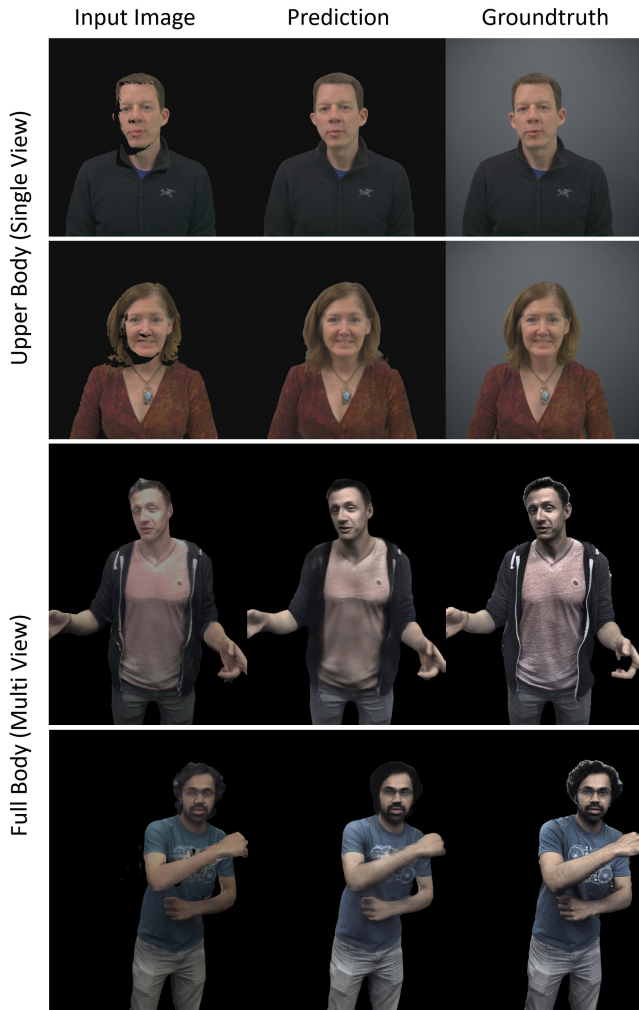 Input Image
Prediction
Groundtruth
Upper Body (Single View)
Full Body (Multi View)